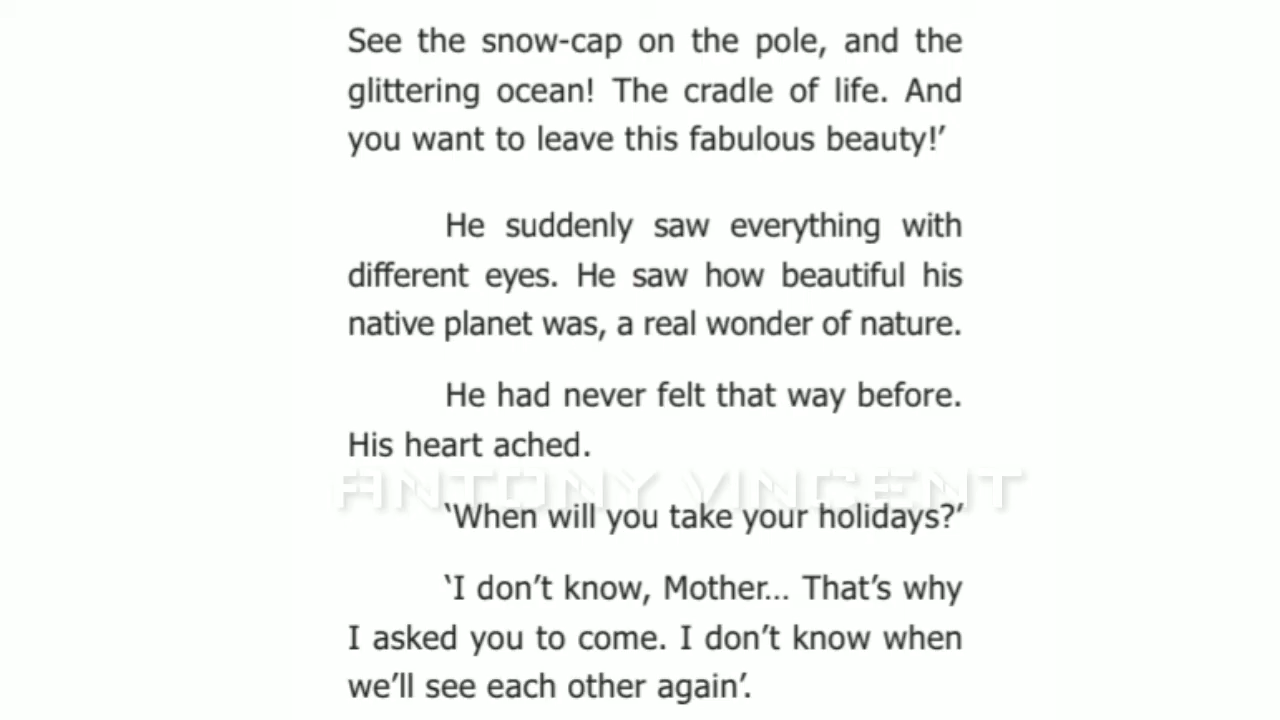 See the snow-cap on the pole, and the
glittering ocean! The cradle of life. And
you want to leave this fabulous beauty!’
He suddenly saw everything with
different eyes. He saw how beautiful his
native planet was, a real wonder of nature.
He had never felt that way before.
His heart ached.
ANTONY VINCENT
‘When will you take your holidays?’
‘I don’t know, Mother... That’s why
I asked you to come. I don’t know when
we’ll see each other again’.